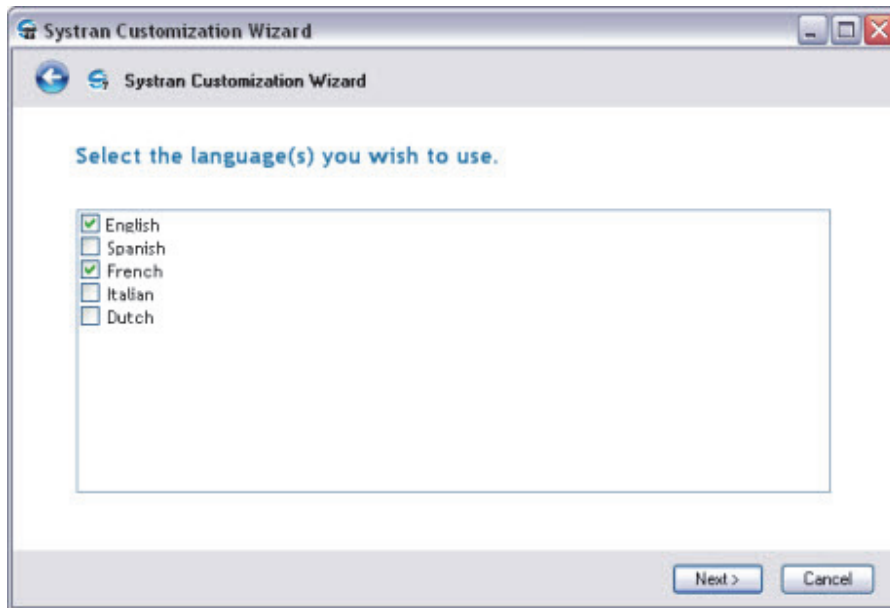 Systran Customization Wizard
Systran Customization Wizard
Select the language(s) you wish to use.
English
Spanish
French
Italian
Dutch
Next >
Cancel